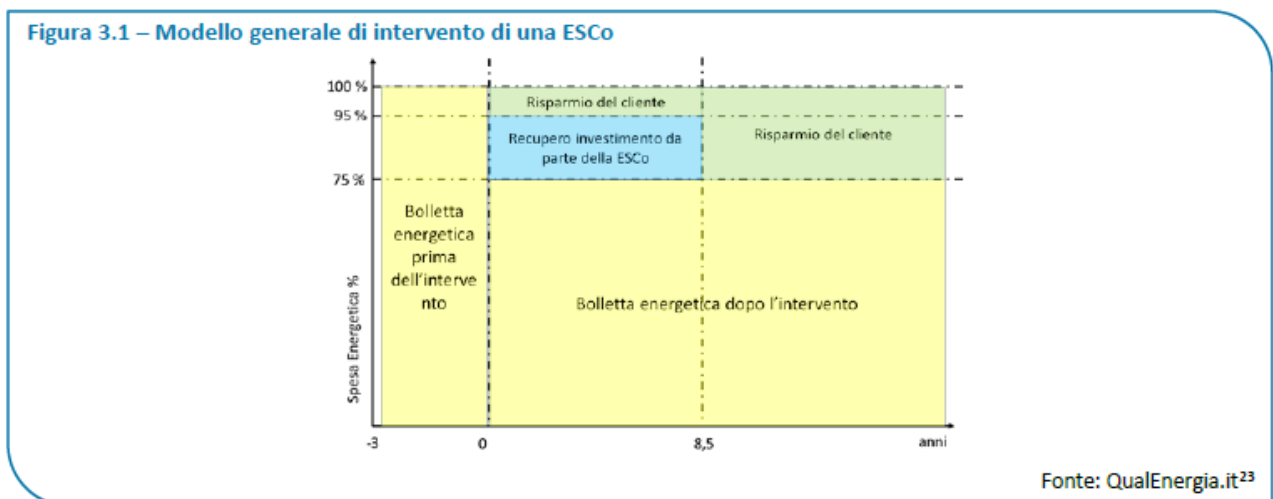 Figura 3.1 – Modello generale di intervento di una ESCo
100 %
95 %
75 %
Risparmio del cliente
Recupero investimento da
parte della ESCo
Risparmio del cliente
Bolletta
energetica
prima
dell'interve
nto
Bolletta energetica dopo l'intervento
Spesa Energetica %
-3
0
8,5
anni
Fonte: QualEnergia.it²³